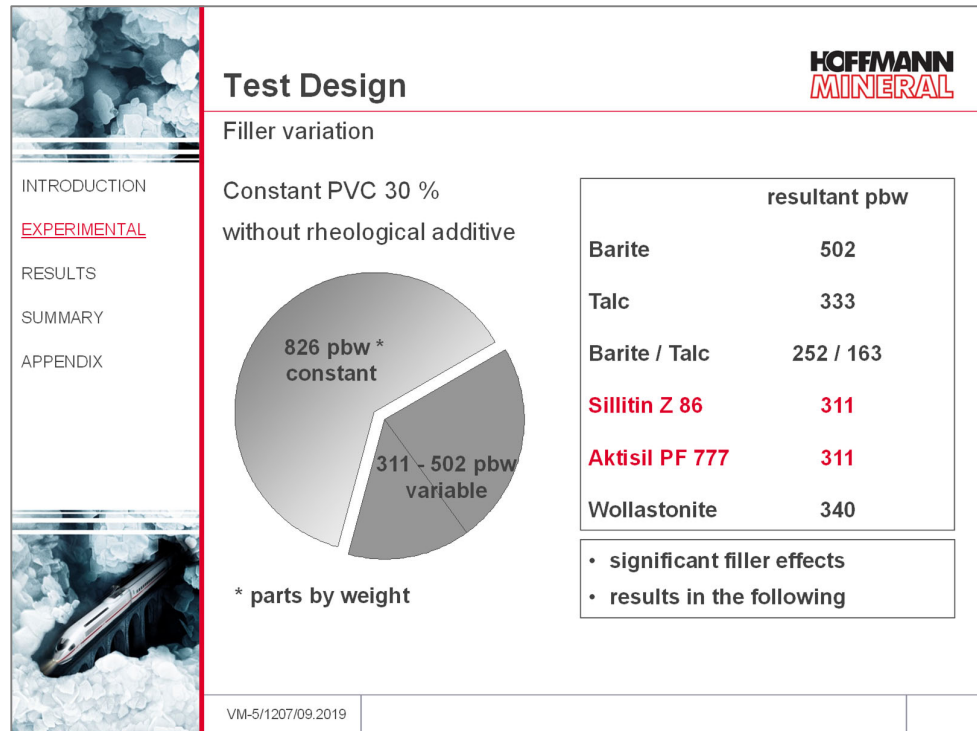 Test Design
HOFFMANN
MINERAL
Filler variation
INTRODUCTION
EXPERIMENTAL
RESULTS
SUMMARY
APPENDIX
Constant PVC 30 %
without rheological additive
826 pbw *
constant
311 - 502 pbw
variable
* parts by weight
resultant pbw
Barite 502
Talc 333
Barite / Talc 252 / 163
Sillitin Z 86 311
Aktisil PF 777 311
Wollastonite 340
• significant filler effects
• results in the following
VM-5/1207/09.2019